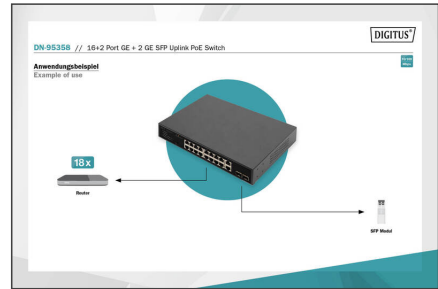 DIGITUS®
DN-95358 // 16+2 Port GE + 2 GE SFP Uplink PoE Switch
Anwendungsbeispiel
Example of use
18x
Router
SFP Modul